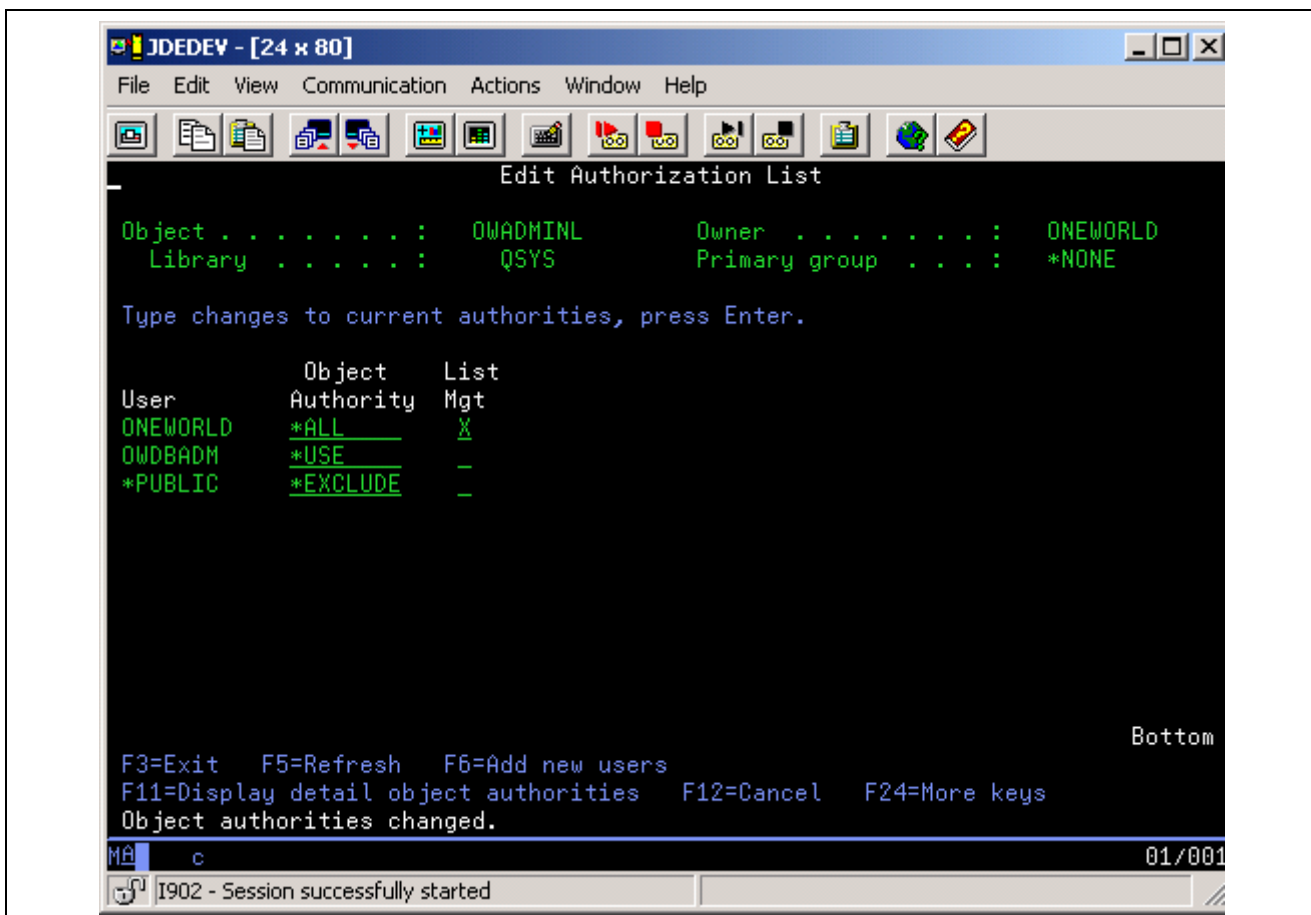 JDEDEV - [24 x 80]
File Edit View Communication Actions Window Help
Edit Authorization List
Object . . . . . . . : OWADMINL Owner . . . . . . . : ONEWORLD
Library . . . . . : QSYS Primary group . . . : *NONE
Type changes to current authorities, press Enter.
Object List
User Authority Mgt
ONEWORLD *ALL X
OWDBADM *USE _
*PUBLIC *EXCLUDE _
Bottom
F3=Exit F5=Refresh F6=Add new users
F11=Display detail object authorities F12=Cancel F24=More keys
Object authorities changed.
MA c 01/001
I902 - Session successfully started